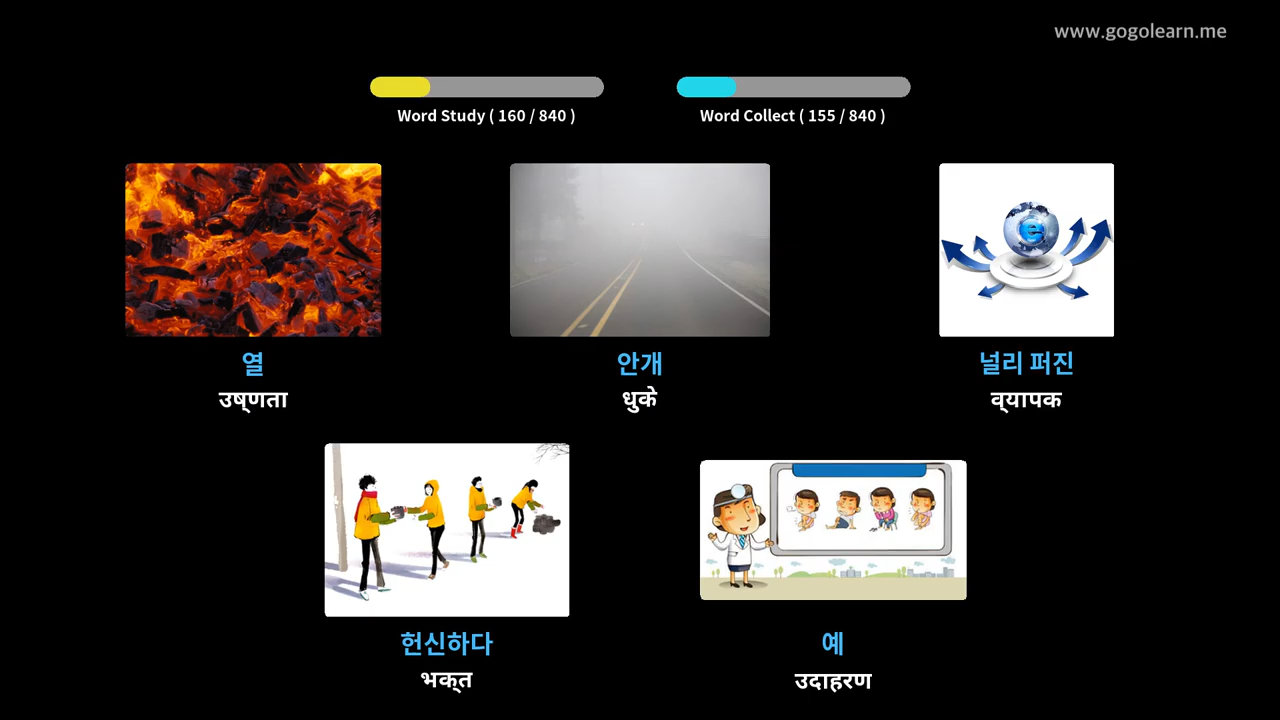 www.gogolearn.me
Word Study ( 160 / 840 )
Word Collect ( 155 / 840 )
열
उष्णता
안개
धुके
널리 퍼진
व्यापक
헌신하다
भक्त
예
उदाहरण